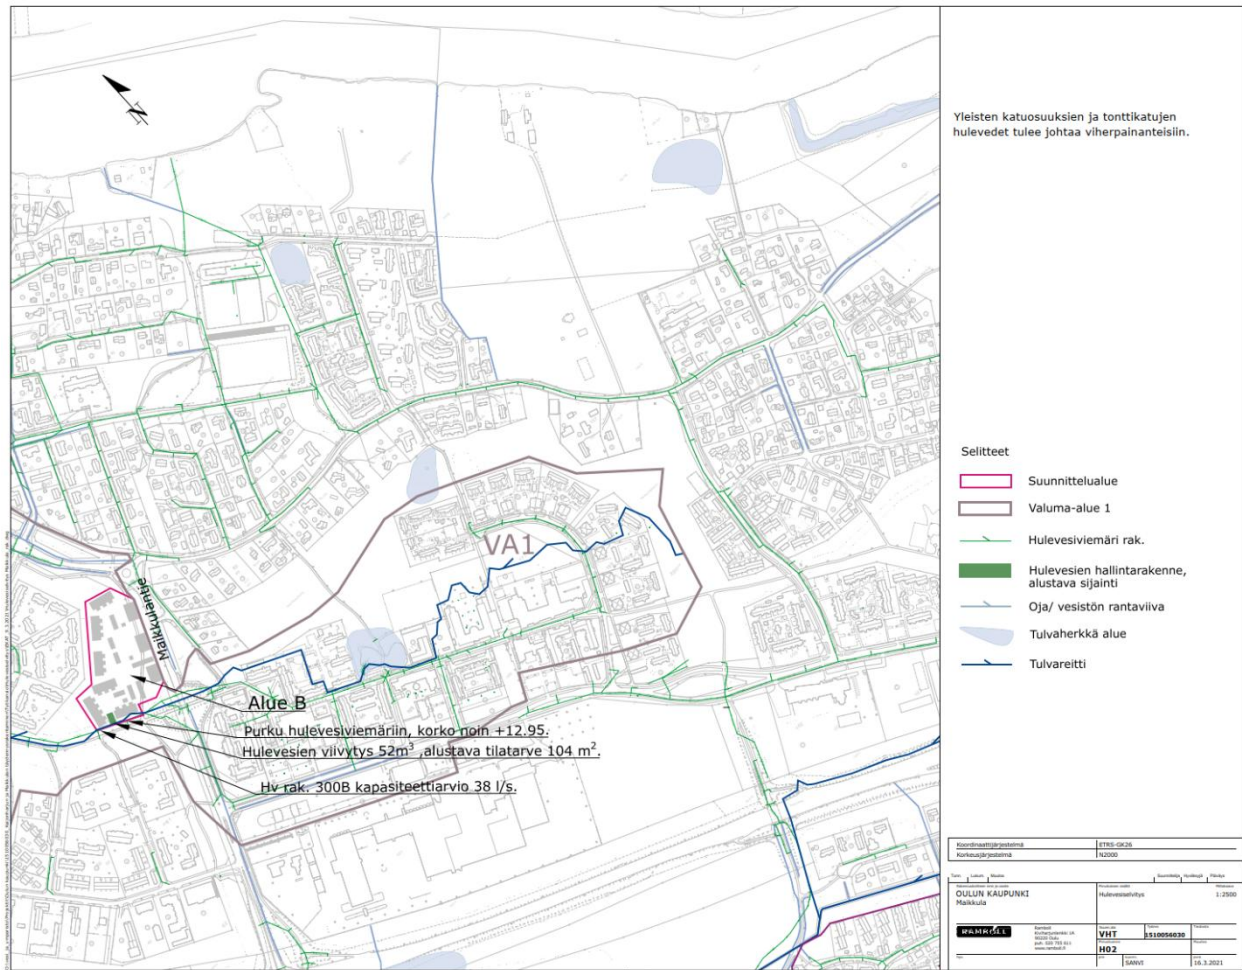 N
Yleisten katuosuuksien ja tonttikatujen
hulevedet tulee johtaa viherpainanteisiin.
VA1
Maikkulantie
Alue B
Purku hulevesiviemäriin, korko noin +12.95.
Hulevesien viivytys 52m³ ,alustava tilatarve 104 m².
Hv rak. 300B kapasiteettiarvio 38 l/s.
Selitteet
Suunnittelualue
Valuma-alue 1
Hulevesiviemäri rak.
Hulevesien hallintarakenne,
alustava sijainti
Oja/ vesistön rantaviiva
Tulvaherkkä alue
Tulvareitti
Koordinaattijärjestelmä ETRS-GK26
Korkeusjärjestelmä N2000
OULUN KAUPUNKI
Maikkula
Hulevesiselvitys
1:2500
RAMBOLL
VHT
1510056030
H02
SANVI
16.3.2021